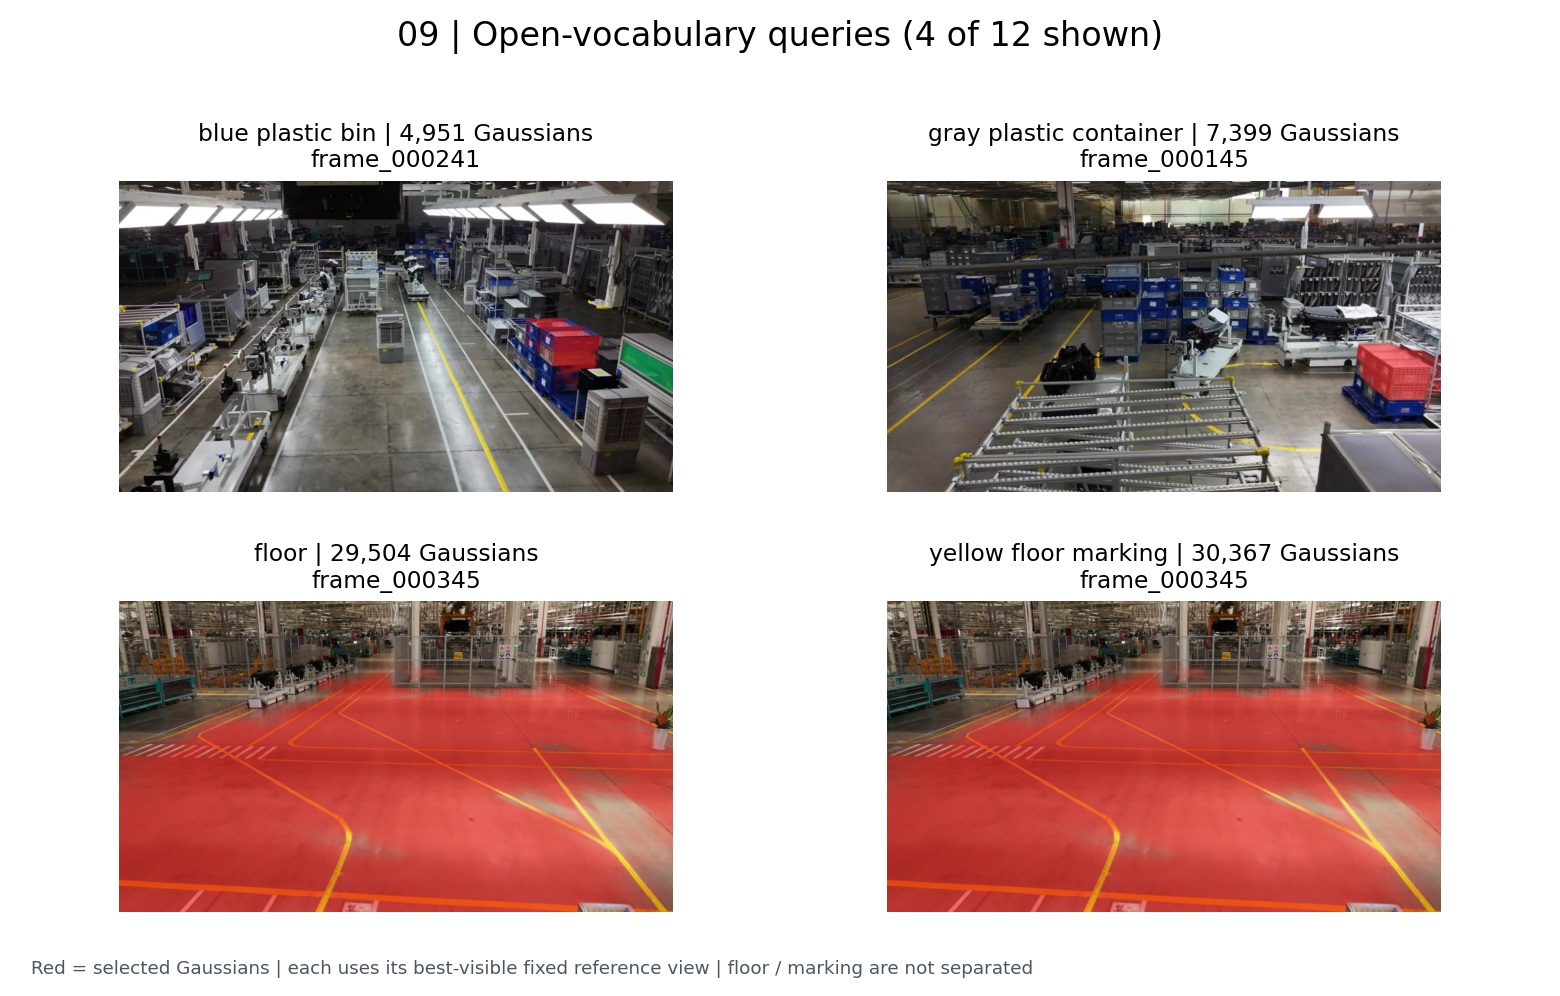 09 | Open-vocabulary queries (4 of 12 shown)
blue plastic bin | 4,951 Gaussians
frame_000241
gray plastic container | 7,399 Gaussians
frame_000145
floor | 29,504 Gaussians
frame_000345
yellow floor marking | 30,367 Gaussians
frame_000345
Red = selected Gaussians | each uses its best-visible fixed reference view | floor / marking are not separated